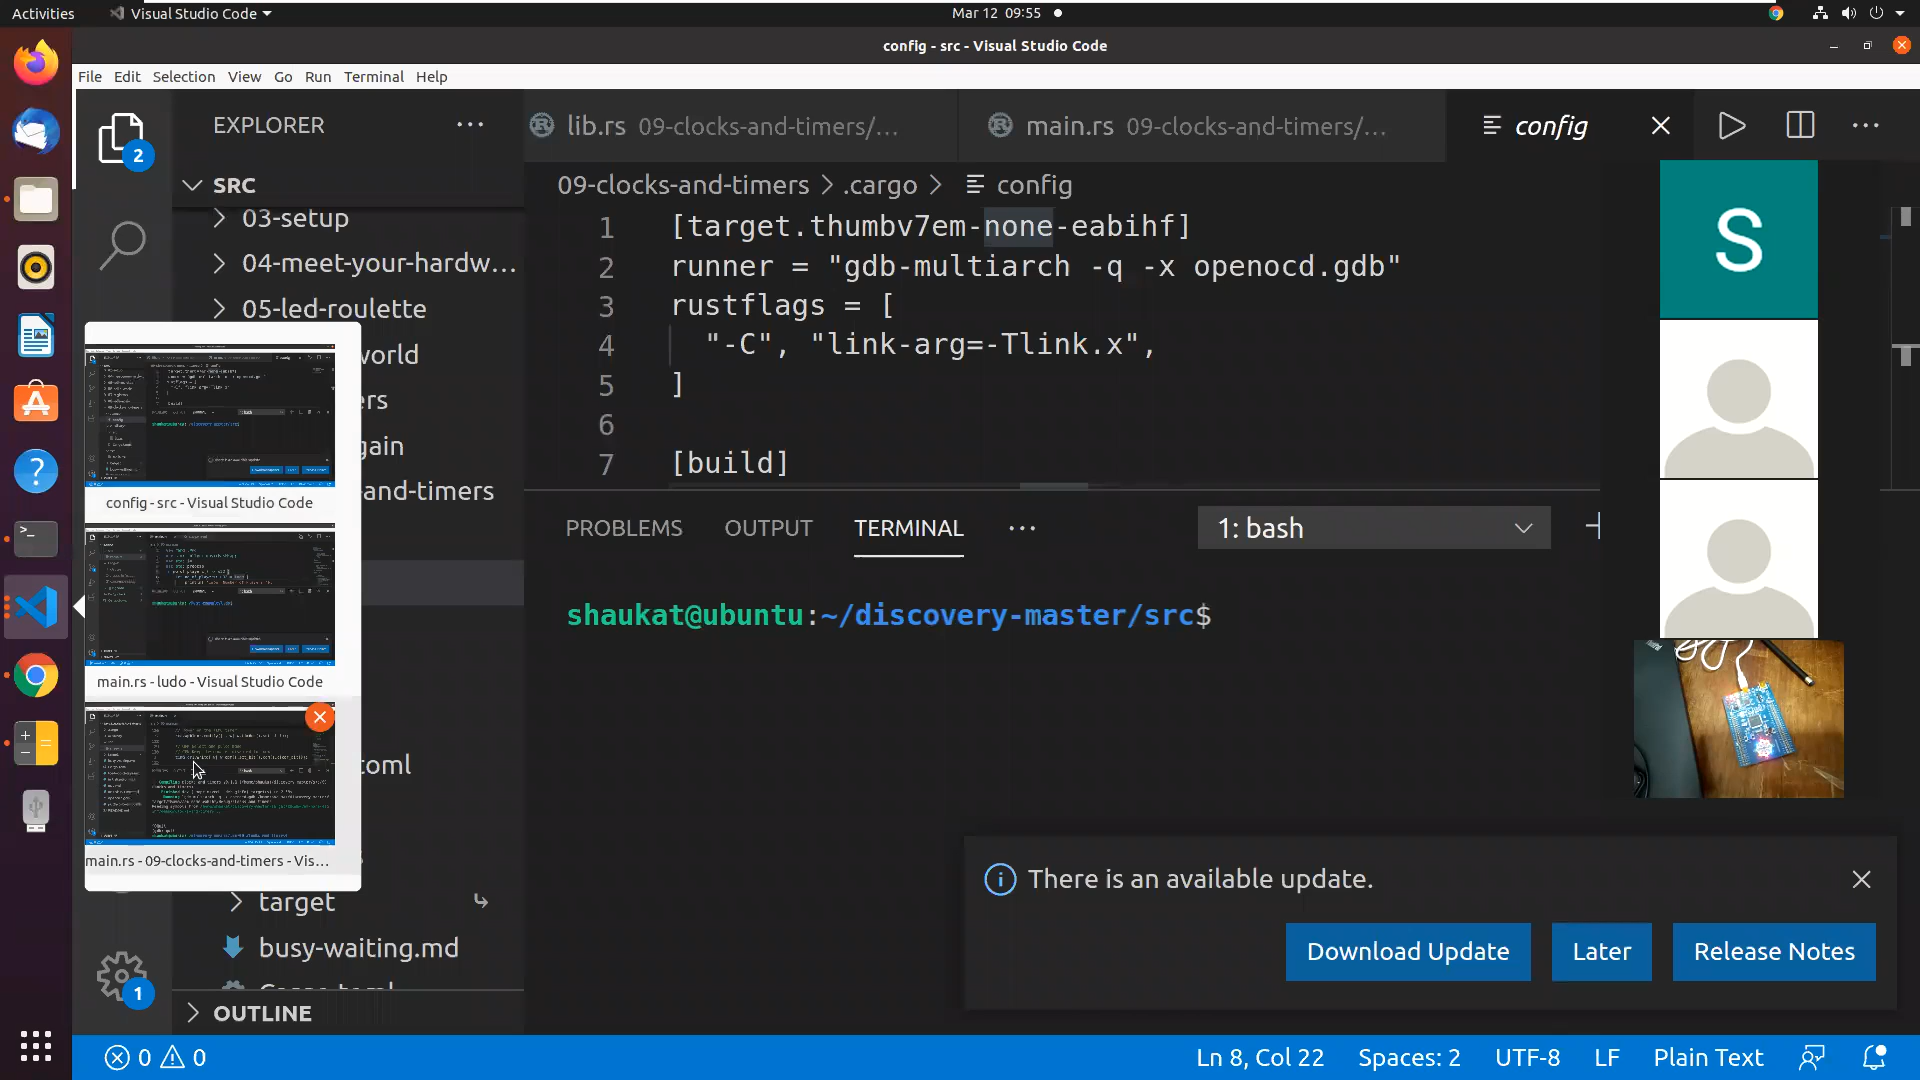 Activities
Visual Studio Code
Mar 12 09:55
config - src - Visual Studio Code
File Edit Selection View Go Run Terminal Help
2
EXPLORER
SRC
03-setup
04-meet-your-hardw...
05-led-roulette
world
and-timers
toml
target
busy-waiting.md
OUTLINE
1
lib.rs 09-clocks-and-timers/...
main.rs 09-clocks-and-timers/...
config
09-clocks-and-timers > .cargo > config
1 [target.thumbv7em-none-eabihf]
2 runner = "gdb-multiarch -q -x openocd.gdb"
3 rustflags = [
4 "-C", "link-arg=-Tlink.x",
5 ]
6
7 [build]
PROBLEMS OUTPUT TERMINAL
1: bash
shaukat@ubuntu:~/discovery-master/src$
config - src - Visual Studio Code
main.rs - ludo - Visual Studio Code
main.rs - 09-clocks-and-timers - Vis...
S
There is an available update.
Download Update
Later
Release Notes
0 0
Ln 8, Col 22
Spaces: 2
UTF-8
LF
Plain Text